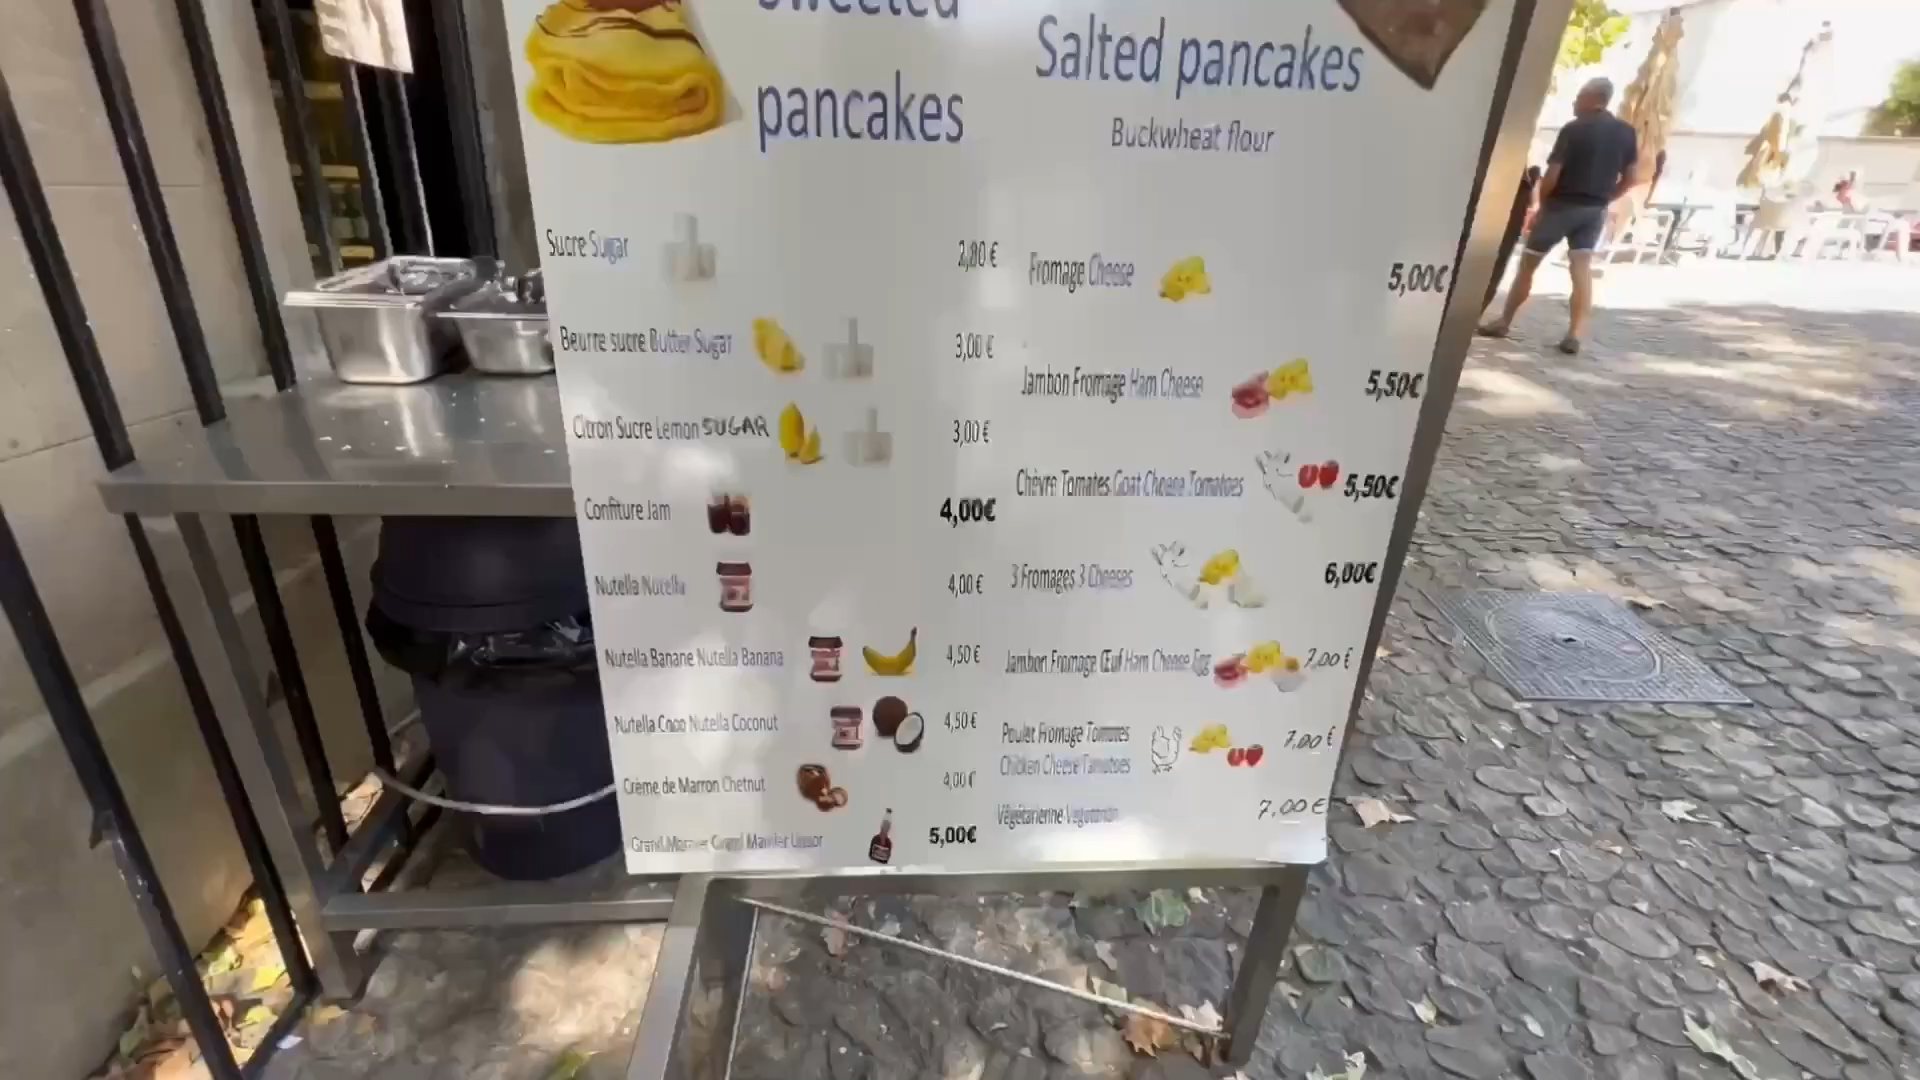 pancakes
Sucre Sugar 2,80 €
Beurre sucre Butter Sugar 3,00 €
Citron Sucre Lemon SUGAR 3,00 €
Confiture Jam 4,00€
Nutella Nutella 4,00 €
Nutella Banane Nutella Banana 4,50 €
Nutella Coco Nutella Coconut 4,50 €
Crème de Marron Chetnut 4,00 €
Grand Marnier Grand Marnier 5,00€
Salted pancakes
Buckwheat flour
Fromage Cheese 5,00€
Jambon Fromage Ham Cheese 5,50€
Chèvre Tomates Goat Cheese Tomatoes 5,50€
3 Fromages 3 Cheeses 6,00€
Jambon Fromage Œuf Ham Cheese Egg 7,00 €
Poulet Fromage Tomates 7,00 €
Chicken Cheese
Végétarienne 7,00 €